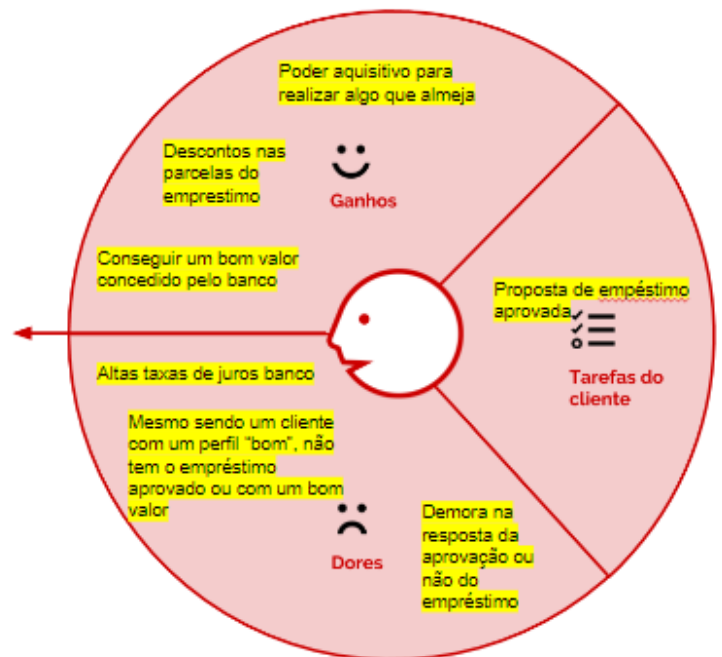 Poder aquisitivo para
realizar algo que almeja
Descontos nas
parcelas do
emprestimo
Ganhos
Conseguir um bom valor
concedido pelo banco
Proposta de empéstimo
aprovada
Tarefas do
cliente
Altas taxas de juros banco
Mesmo sendo um cliente
com um perfil “bom”, não
tem o empréstimo
aprovado ou com um bom
valor
Dores
Demora na
resposta da
aprovação ou
não do
empréstimo